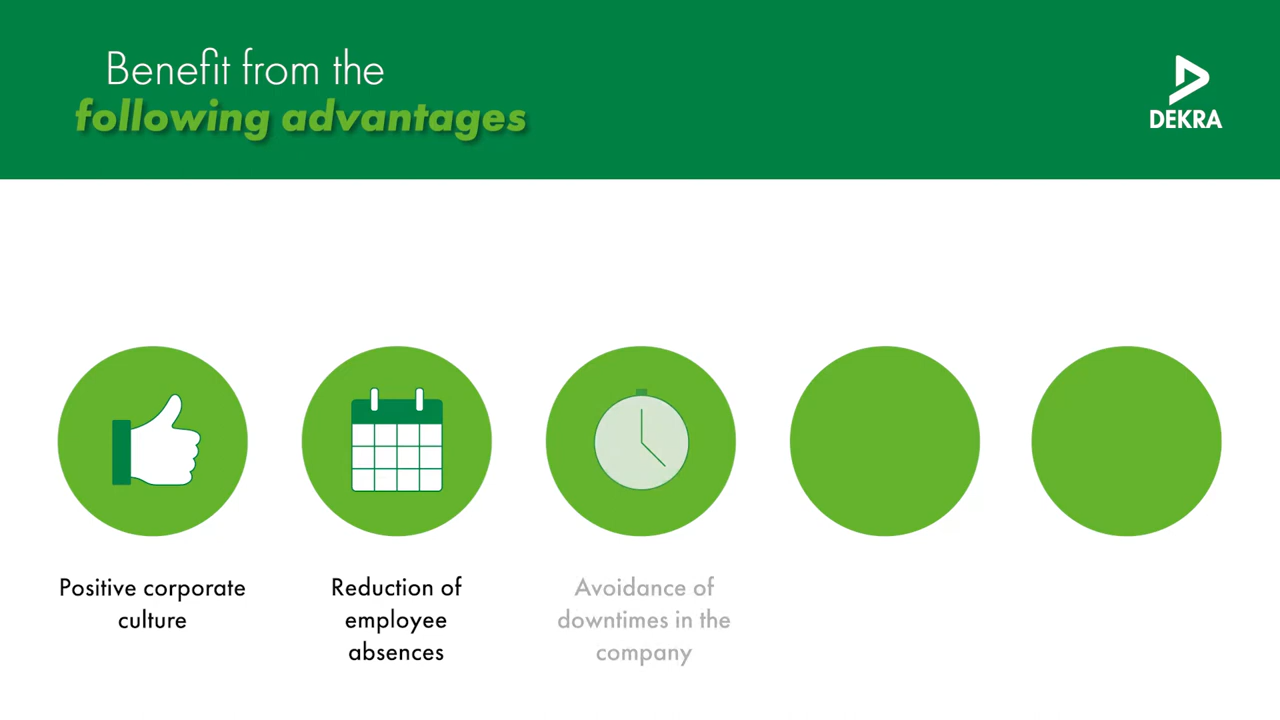 Benefit from the
following advantages
DEKRA
Positive corporate
culture
Reduction of
employee
absences
Avoidance of
downtimes in the
company